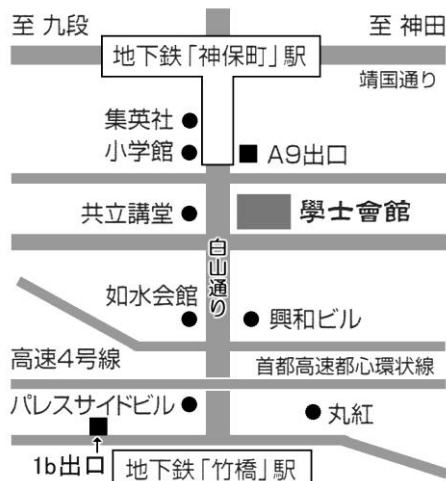 至 九段
至 神田
地下鉄「神保町」駅
靖国通り
集英社
小学館
A9出口
共立講堂
學士會館
白山通り
如水会館
興和ビル
高速4号線
首都高速都心環状線
パレスサイドビル
丸紅
1b出口
地下鉄「竹橋」駅